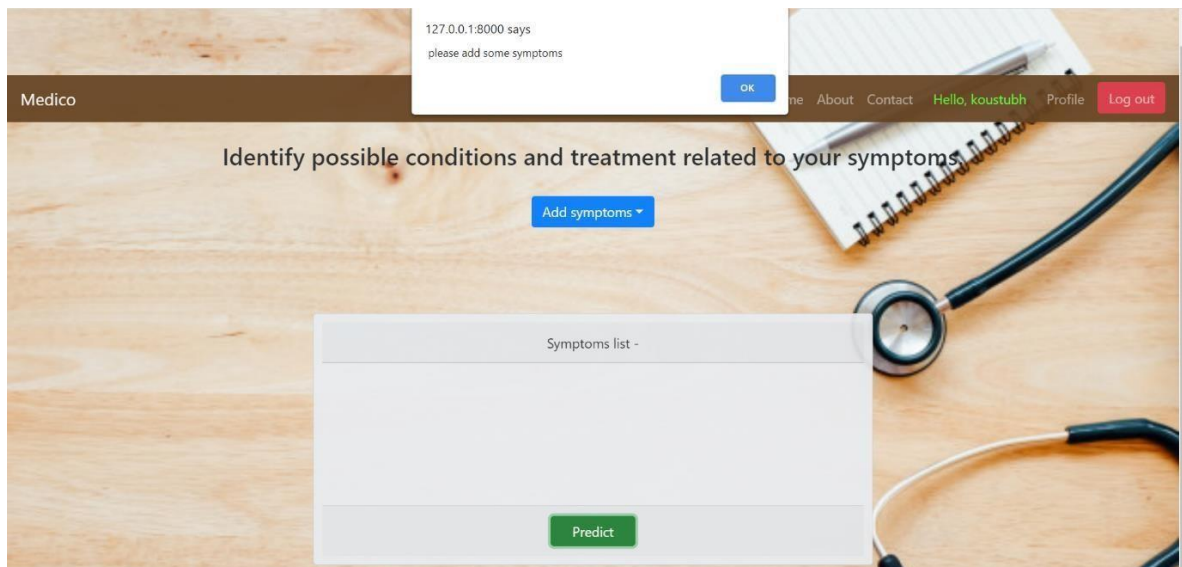 127.0.0.1:8000 says
please add some symptoms
OK
Medico
About Contact Hello, koustubh Profile Log out
Identify possible conditions and treatment related to your symptoms.
Add symptoms
Symptoms list -
Predict